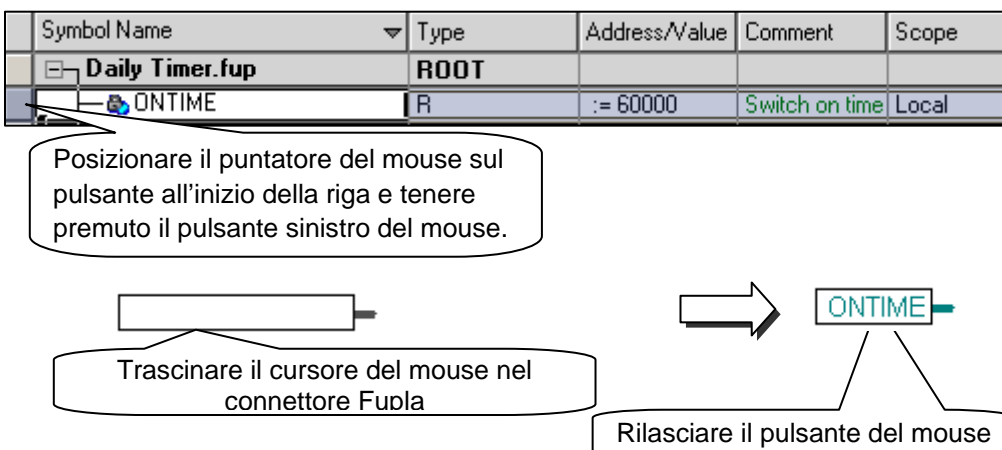 Symbol Name Type Address/Value Comment Scope
Daily Timer.fup ROOT
ONTIME R := 60000 Switch on time Local
Posizionare il puntatore del mouse sul
pulsante all'inizio della riga e tenere
premuto il pulsante sinistro del mouse.
ONTIME
Trascinare il cursore del mouse nel
connettore Fupla
Rilasciare il pulsante del mouse